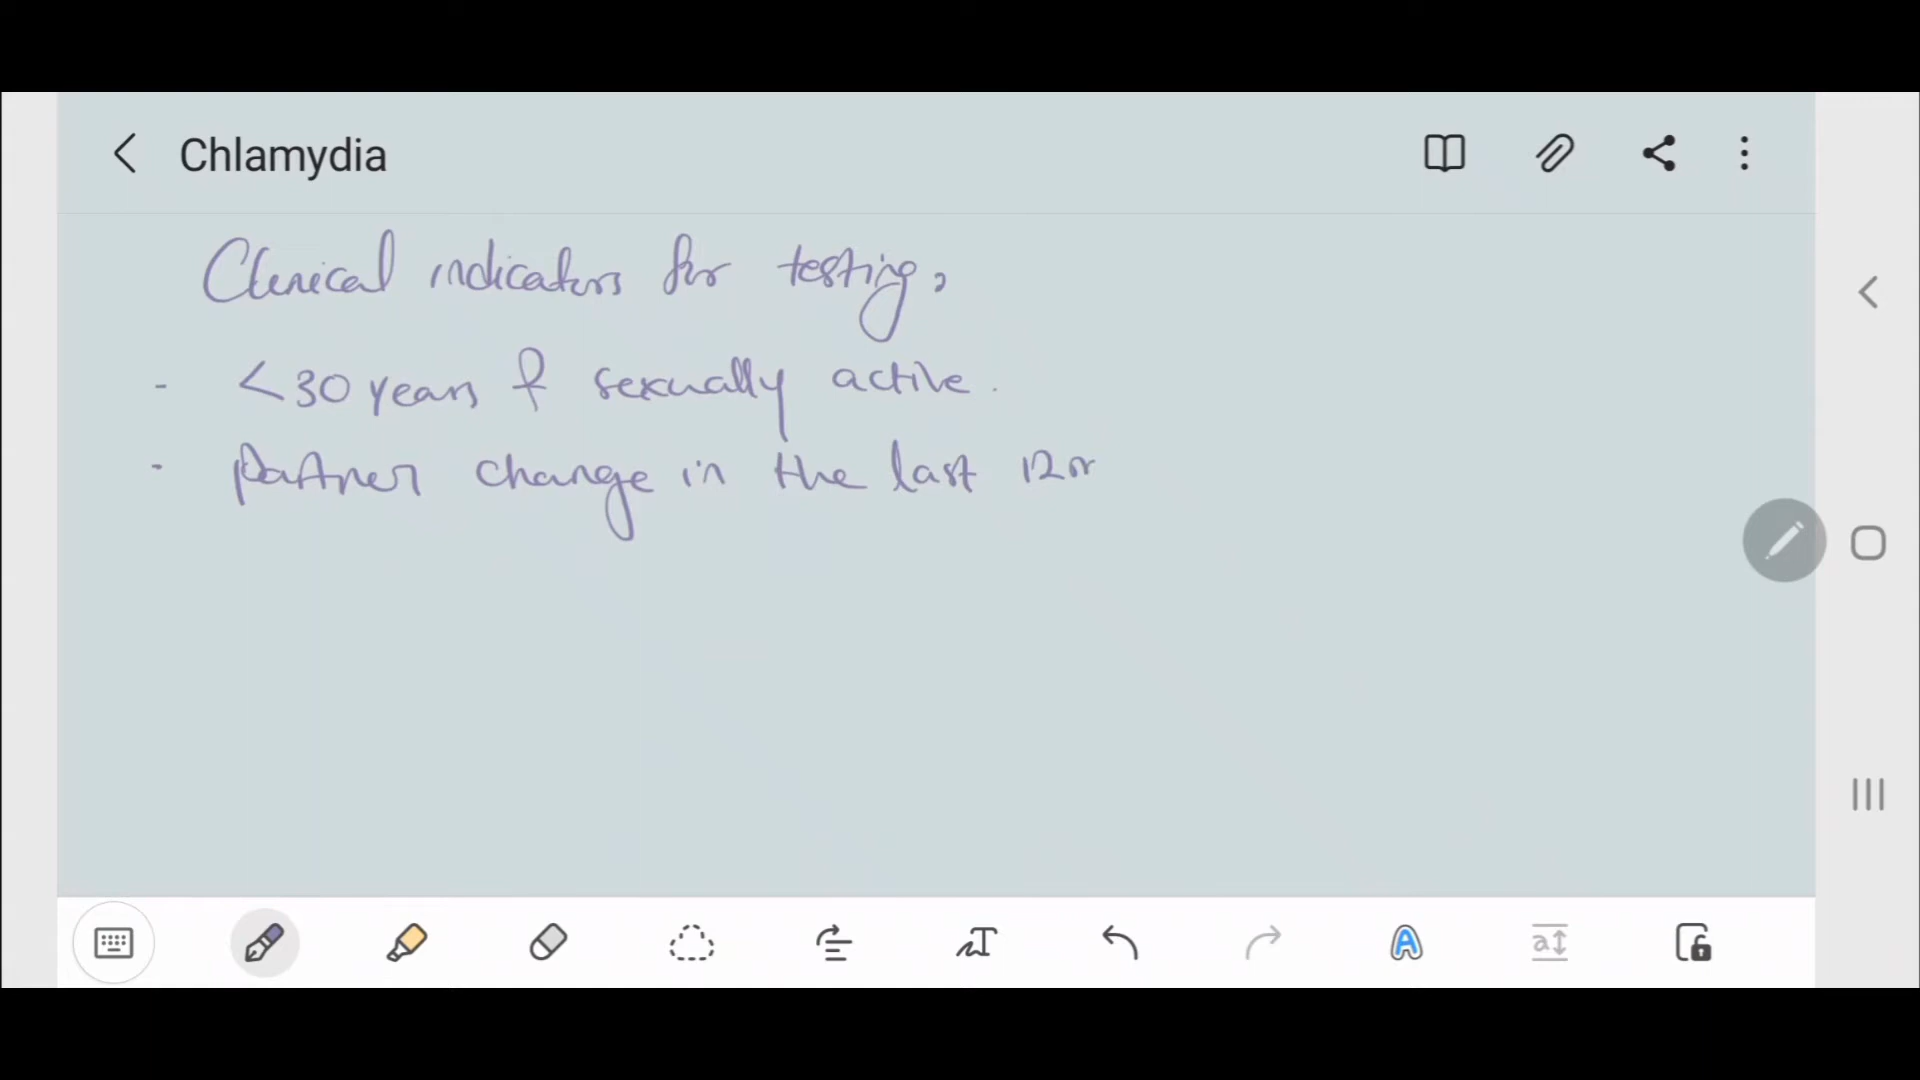 Chlamydia
Clinical indicators for testing,
- <30 years & sexually active.
- Partner change in the last 12m